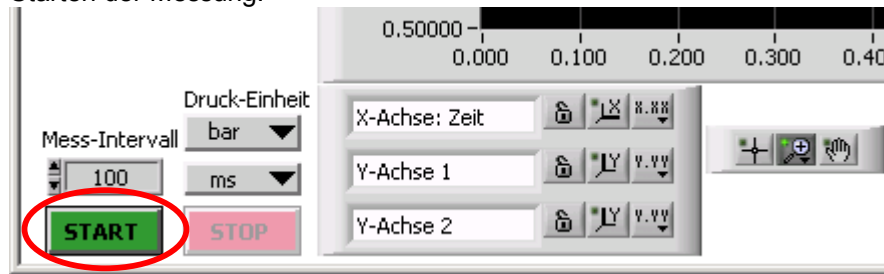 Starten der Messung.
0.50000
0.000 0.100 0.200 0.300 0.40
Druck-Einheit
Mess-Intervall
bar
100
ms
START
STOP
X-Achse: Zeit
X
X.XX
Y-Achse 1
Y
Y.YY
Y-Achse 2
Y
Y.YY